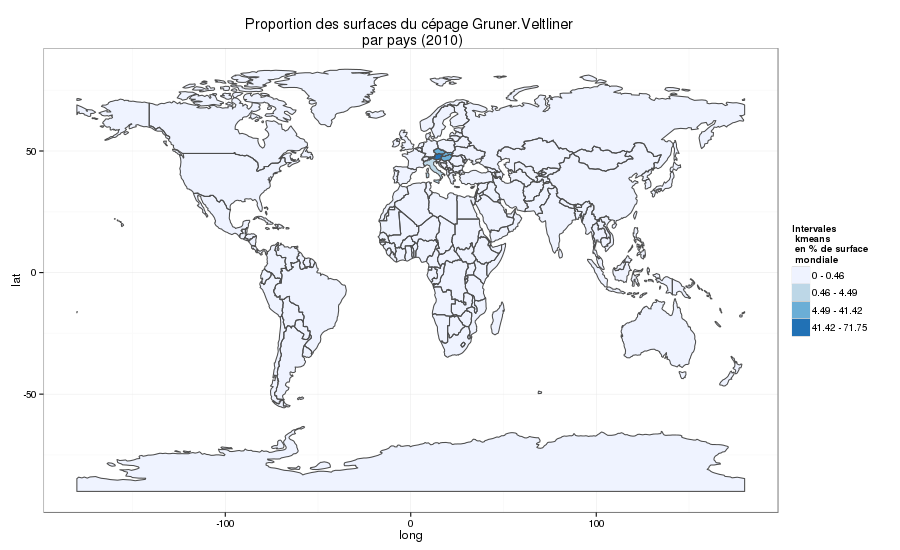 Proportion des surfaces du cépage Gruner.Veltliner
par pays (2010)
50
0
-50
lat
-100
0
100
long
Intervales
kmeans
en % de surface
mondiale
0 - 0.46
0.46 - 4.49
4.49 - 41.42
41.42 - 71.75